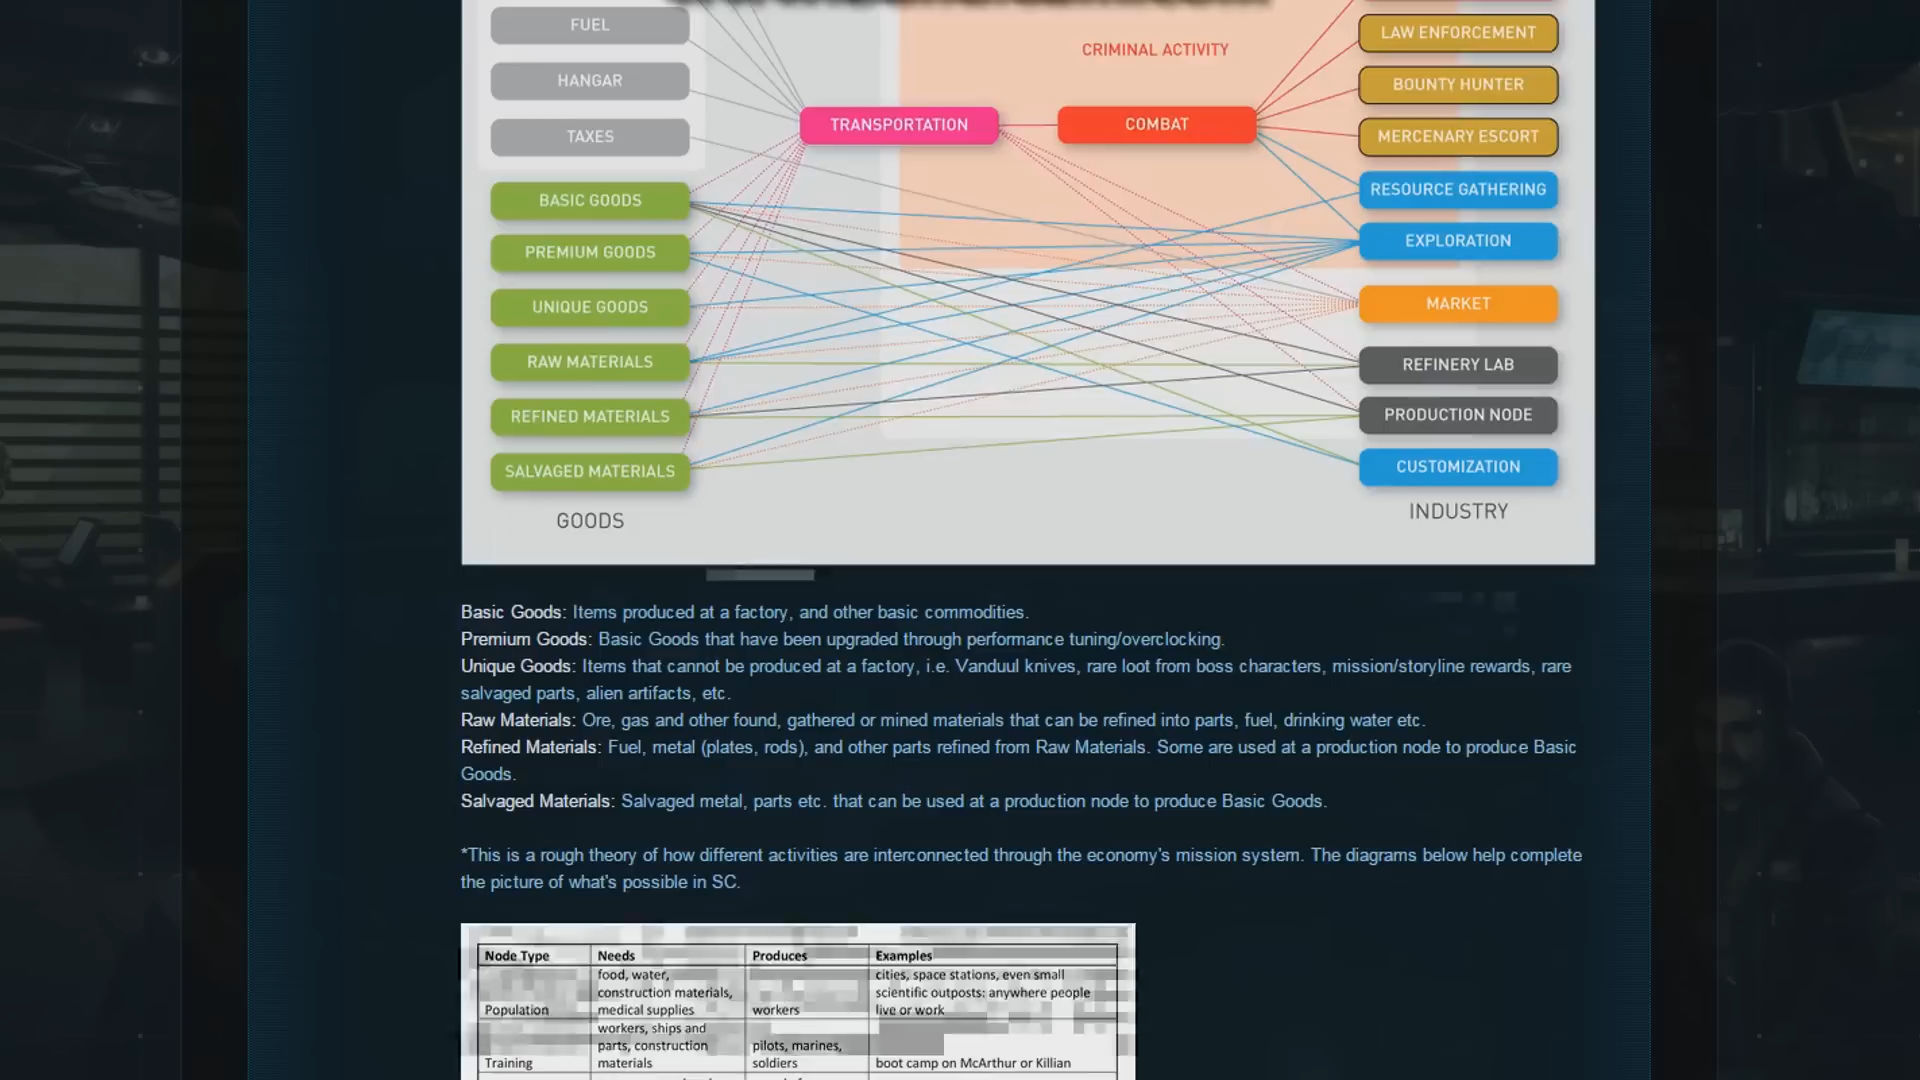 FUEL
HANGAR
TAXES
BASIC GOODS
PREMIUM GOODS
UNIQUE GOODS
RAW MATERIALS
REFINED MATERIALS
SALVAGED MATERIALS
GOODS
CRIMINAL ACTIVITY
TRANSPORTATION
COMBAT
LAW ENFORCEMENT
BOUNTY HUNTER
MERCENARY ESCORT
RESOURCE GATHERING
EXPLORATION
MARKET
REFINERY LAB
PRODUCTION NODE
CUSTOMIZATION
INDUSTRY
Basic Goods: Items produced at a factory, and other basic commodities.
Premium Goods: Basic Goods that have been upgraded through performance tuning/overclocking.
Unique Goods: Items that cannot be produced at a factory, i.e. Vanduul knives, rare loot from boss characters, mission/storyline rewards, rare
salvaged parts, alien artifacts, etc.
Raw Materials: Ore, gas and other found, gathered or mined materials that can be refined into parts, fuel, drinking water etc.
Refined Materials: Fuel, metal (plates, rods), and other parts refined from Raw Materials. Some are used at a production node to produce Basic
Goods.
Salvaged Materials: Salvaged metal, parts etc. that can be used at a production node to produce Basic Goods.
*This is a rough theory of how different activities are interconnected through the economy's mission system. The diagrams below help complete
the picture of what's possible in SC.
Node Type Needs Produces Examples
food, water, cities, space stations, even small
construction materials, scientific outposts: anywhere people
Population medical supplies workers live or work
workers, ships and
parts, construction pilots, marines,
Training materials soldiers boot camp on McArthur or Killian